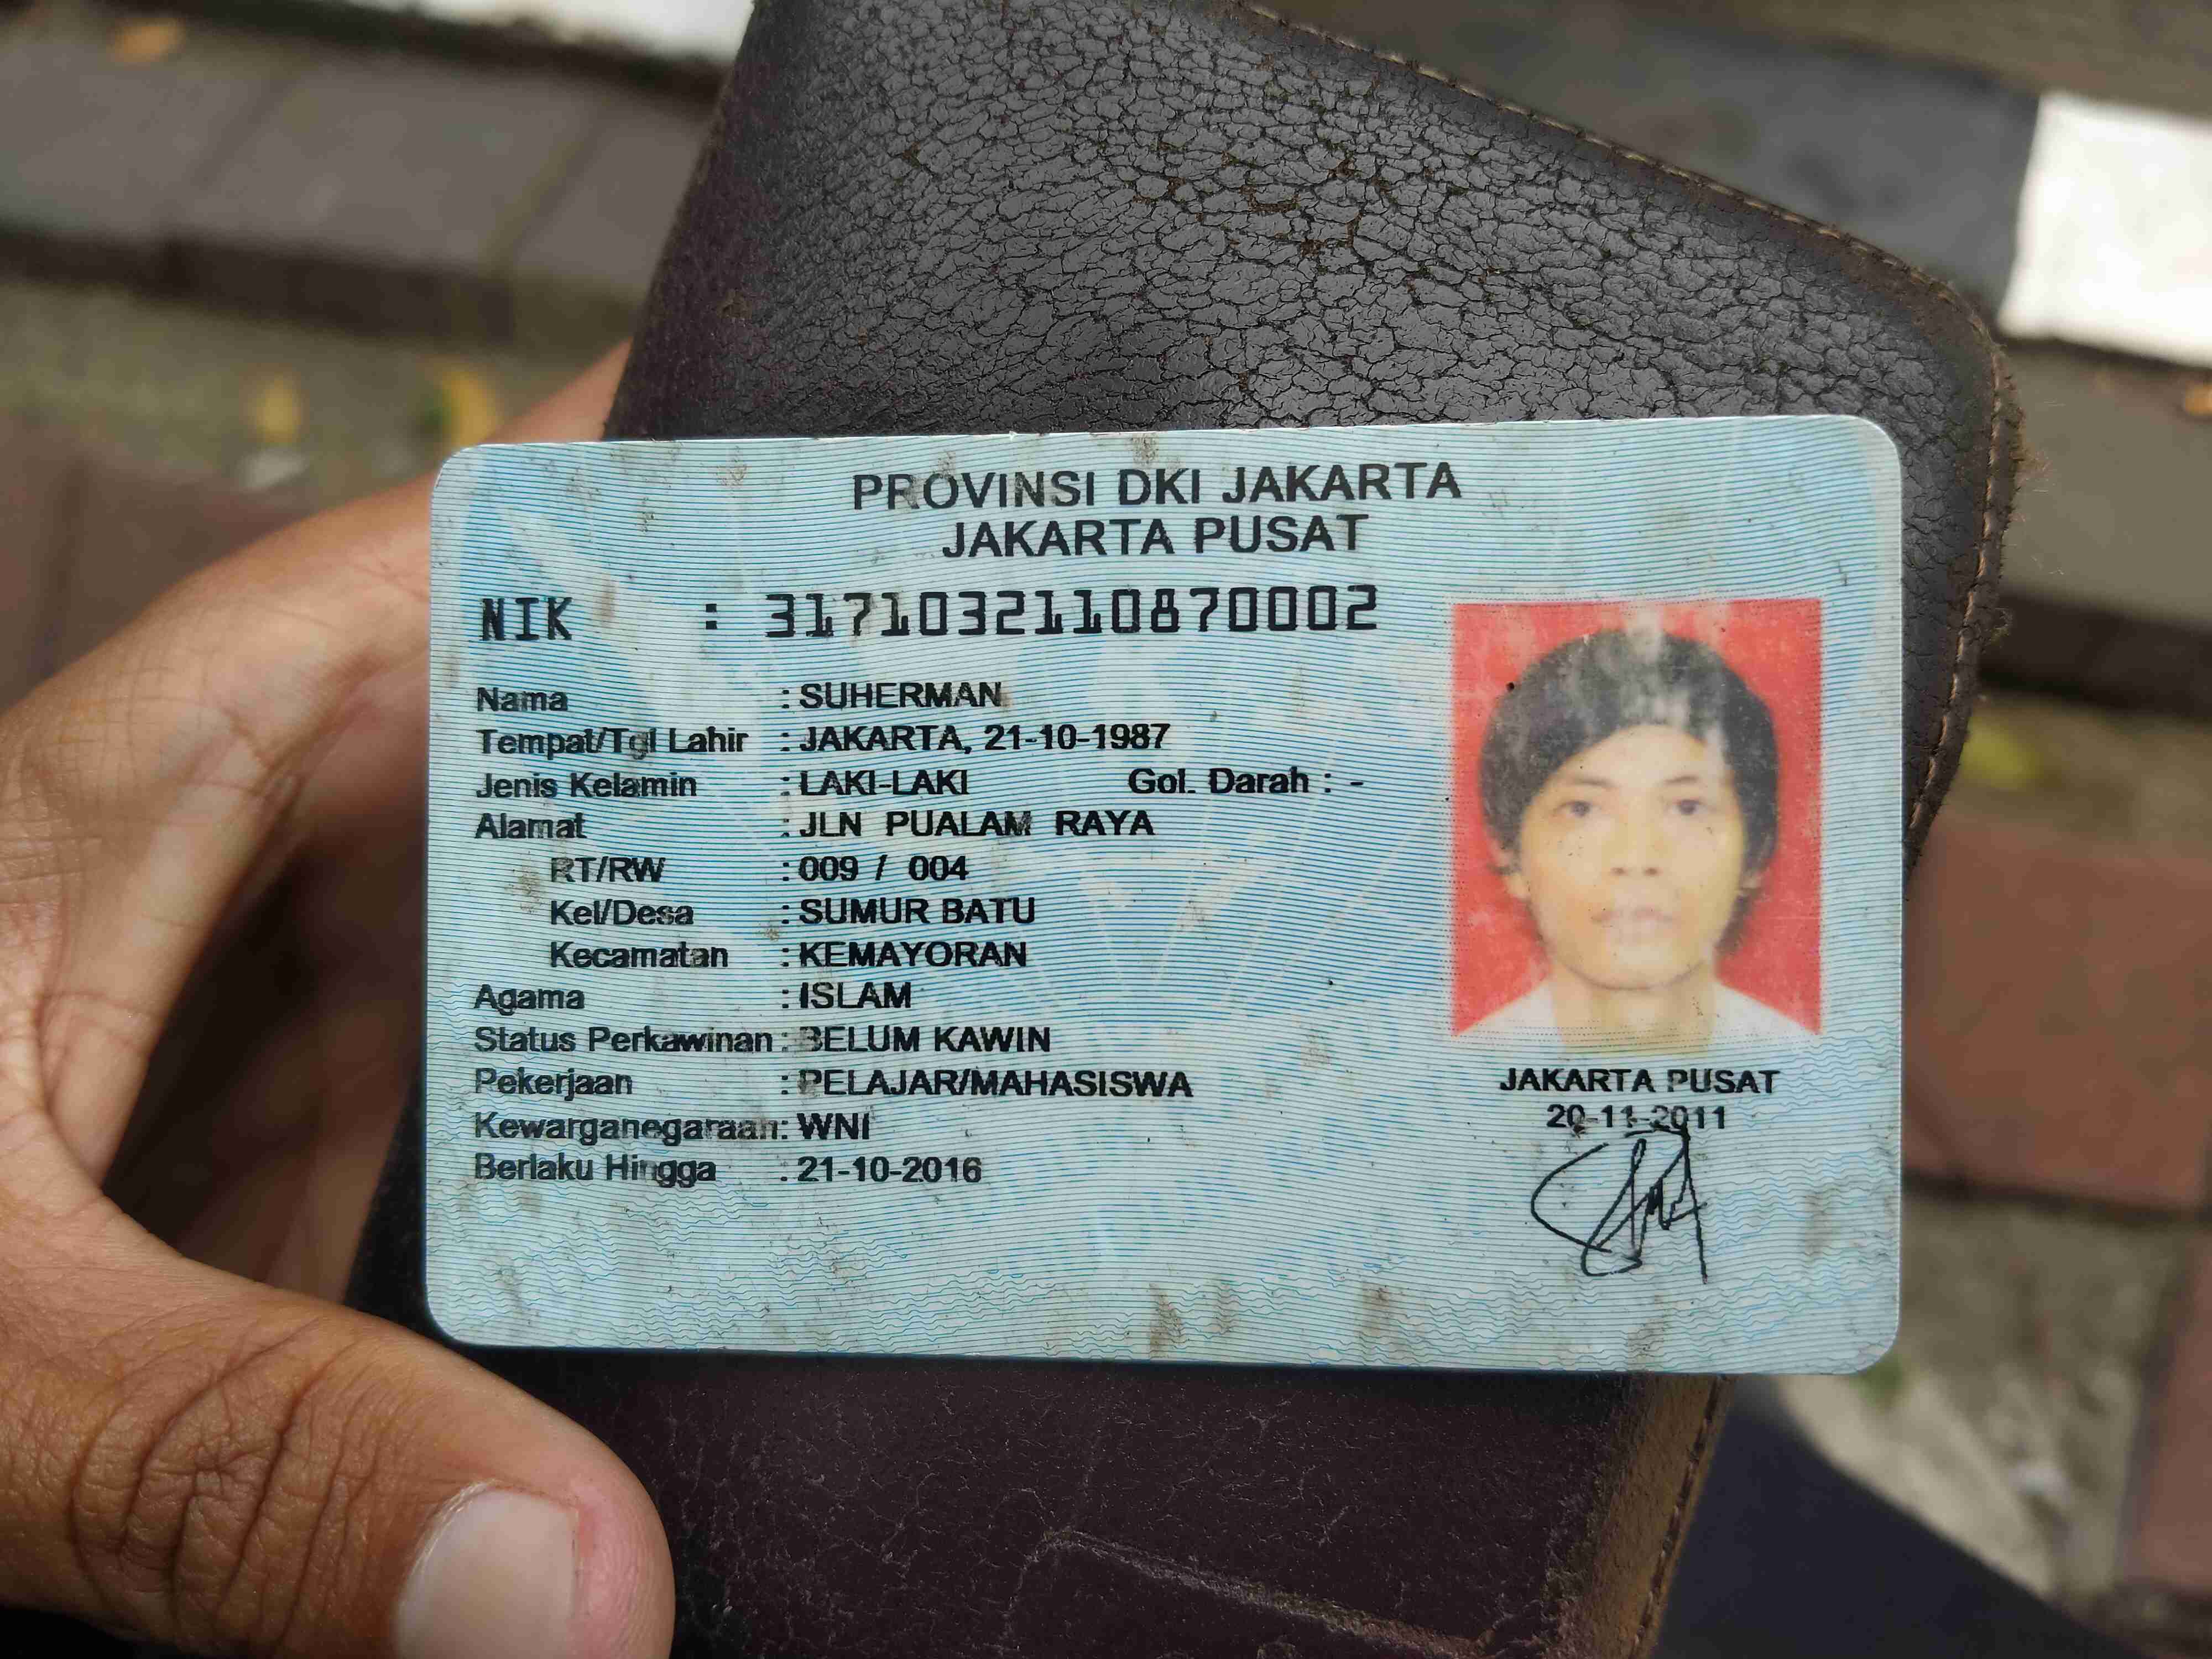 PROVINSI DKI JAKARTA
JAKARTA PUSAT
NIK : 3171032110870002
Nama : SUHERMAN
Tempat/Tgl Lahir : JAKARTA, 21-10-1987
Jenis Kelamin : LAKI-LAKI Gol. Darah : -
Alamat : JLN PUALAM RAYA
RT/RW : 009 / 004
Kel/Desa : SUMUR BATU
Kecamatan : KEMAYORAN
Agama : ISLAM
Status Perkawinan : BELUM KAWIN
Pekerjaan : PELAJAR/MAHASISWA
Kewarganegaraan : WNI
Berlaku Hingga : 21-10-2016
JAKARTA PUSAT
20-11-2011